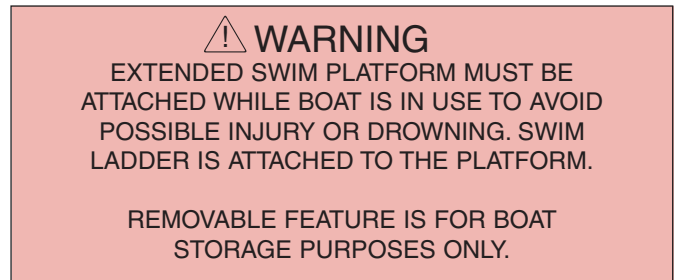 ⚠ WARNING
EXTENDED SWIM PLATFORM MUST BE
ATTACHED WHILE BOAT IS IN USE TO AVOID
POSSIBLE INJURY OR DROWNING. SWIM
LADDER IS ATTACHED TO THE PLATFORM.
REMOVABLE FEATURE IS FOR BOAT
STORAGE PURPOSES ONLY.